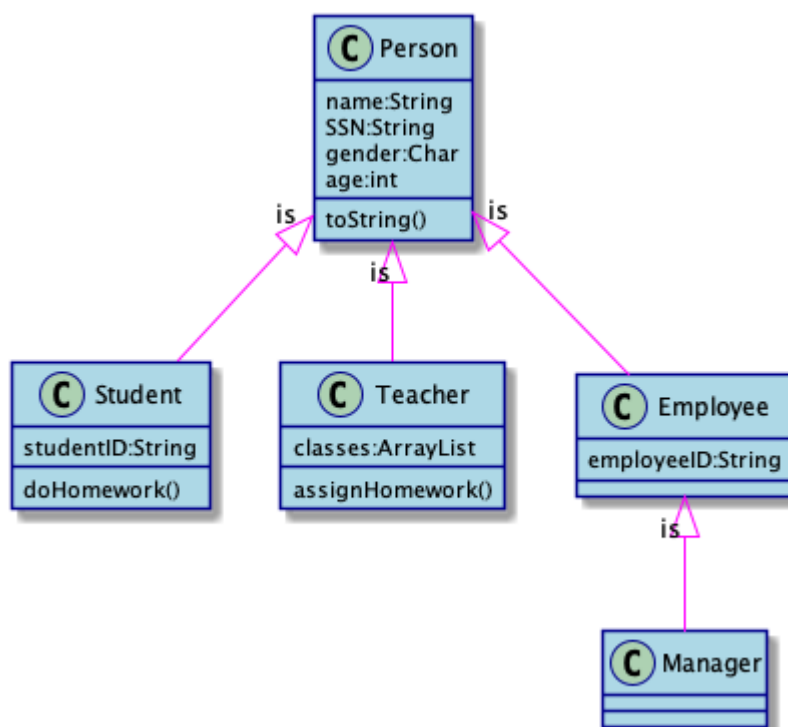 C Person
name:String
SSN:String
gender:Char
age:int
toString()
is
is
is
C Student
studentID:String
doHomework()
C Teacher
classes:ArrayList
assignHomework()
C Employee
employeeID:String
is
C Manager